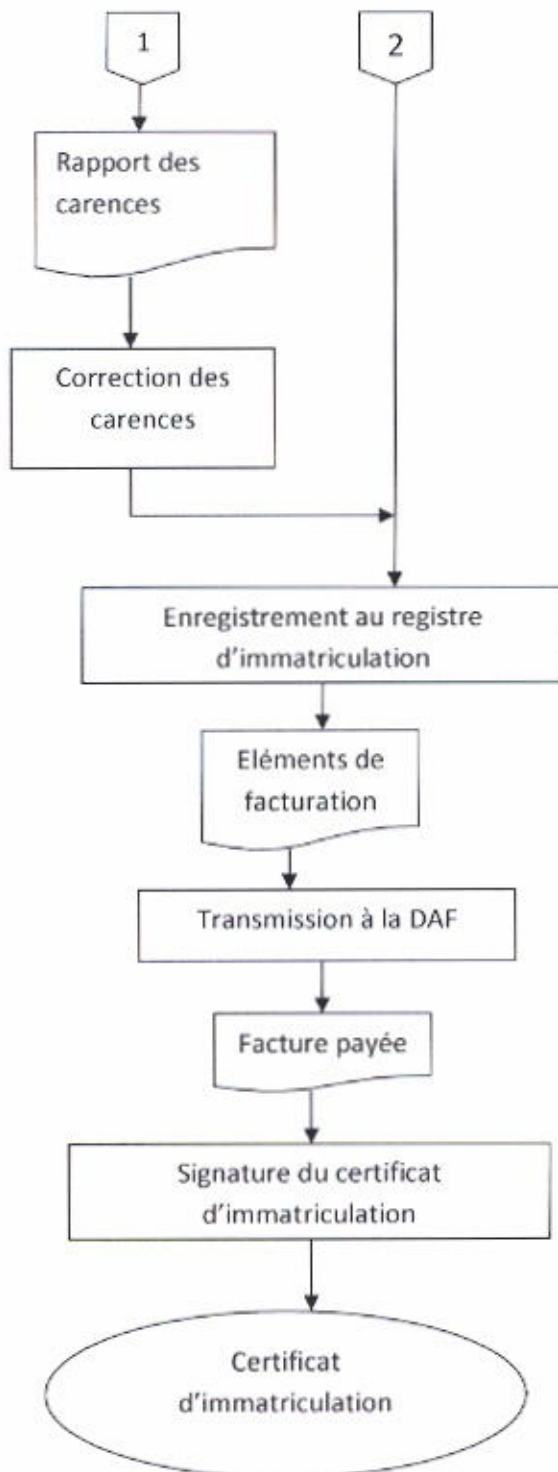 1
2
Rapport des
carences
Correction des
carences
Enregistrement au registre
d'immatriculation
Eléments de
facturation
Transmission à la DAF
Facture payée
Signature du certificat
d'immatriculation
Certificat
d'immatriculation